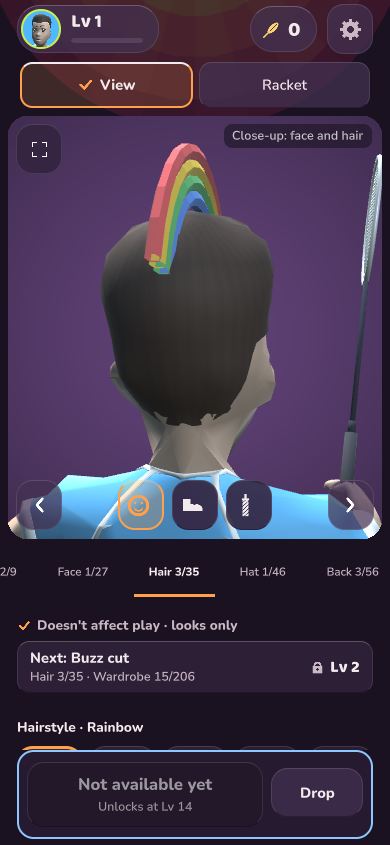 Lv 1
0
View
Racket
Close-up: face and hair
2/9
Face 1/27
Hair 3/35
Hat 1/46
Back 3/56
Doesn't affect play · looks only
Next: Buzz cut
Hair 3/35 · Wardrobe 15/206
Lv 2
Hairstyle · Rainbow
Not available yet
Unlocks at Lv 14
Drop